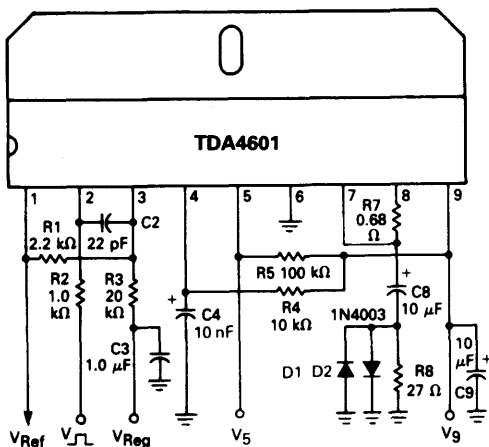 TDA4601
1 2 3 4 5 6 7 8 9
R1
2.2 kΩ
C2
22 pF
R7
0.68
Ω
R2
1.0
kΩ
R3
20
kΩ
R5 100 kΩ
R4
10 kΩ
+
C4
10 nF
+
C8
10 μF
1N4003
C3
1.0 μF
D1 D2
R8
27 Ω
10
μF
+
C9
VRef
V
VReg
V5
V9